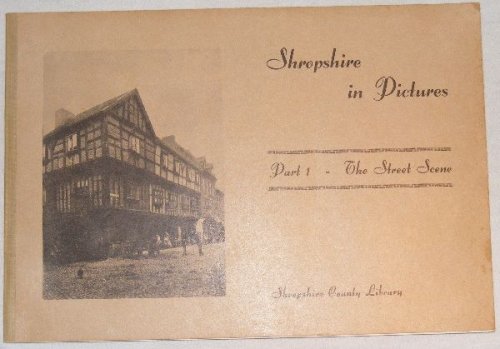 Shropshire
in Pictures
Part 1 - The Street Scene
Shropshire County Library